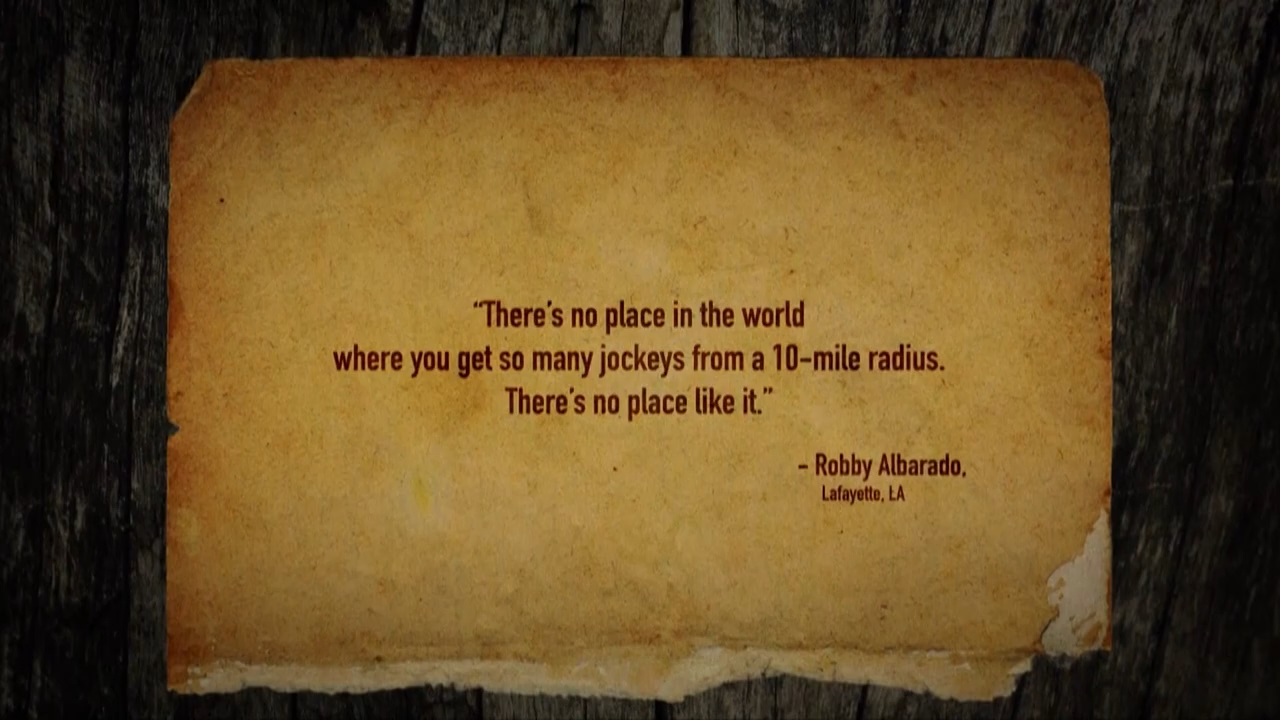 “There’s no place in the world
where you get so many jockeys from a 10-mile radius.
There’s no place like it.”
- Robby Albarado,
Lafayette, LA